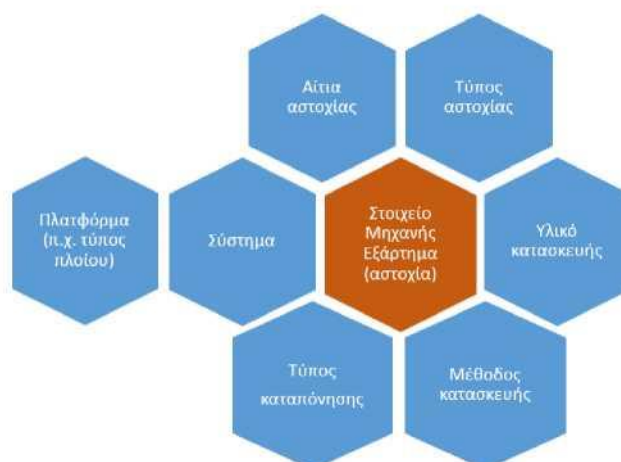 Αίτια
αστοχίας
Τύπος
αστοχίας
Πλατφόρμα
(π.χ. τύπος
πλοίου)
Σύστημα
Στοιχείο
Μηχανής
Εξάρτημα
(αστοχία)
Υλικό
κατασκευής
Τύπος
καταπόνησης
Μέθοδος
κατασκευής